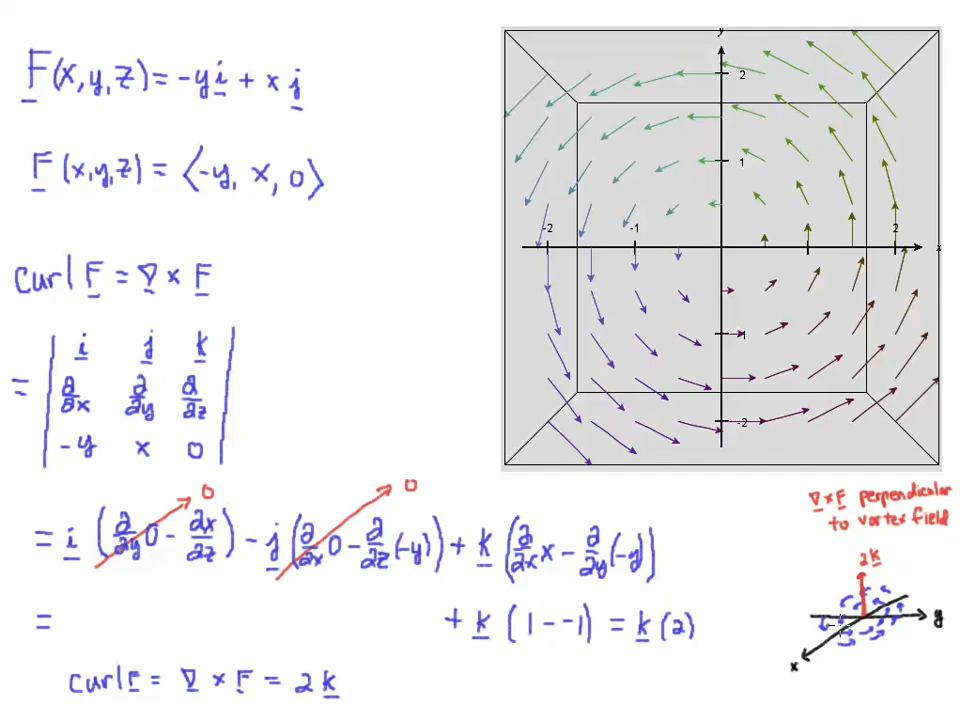 F(x,y,z) = -y i + x j
F(x,y,z) = ⟨-y, x, 0⟩
curl F = ∇ × F
= | i j k
∂/∂x ∂/∂y ∂/∂z
-y x 0 |
0 0
= i (∂/∂y 0 - ∂x/∂z) - j (∂/∂x 0 - ∂/∂z (-y)) + k (∂/∂x x - ∂/∂y (-y))
= + k (1 - -1) = k (2)
curl F = ∇ × F = 2 k
y
2
1
-2 -1 2 x
-1
-2
∇×F perpendicular
to vortex field
2k
y
x